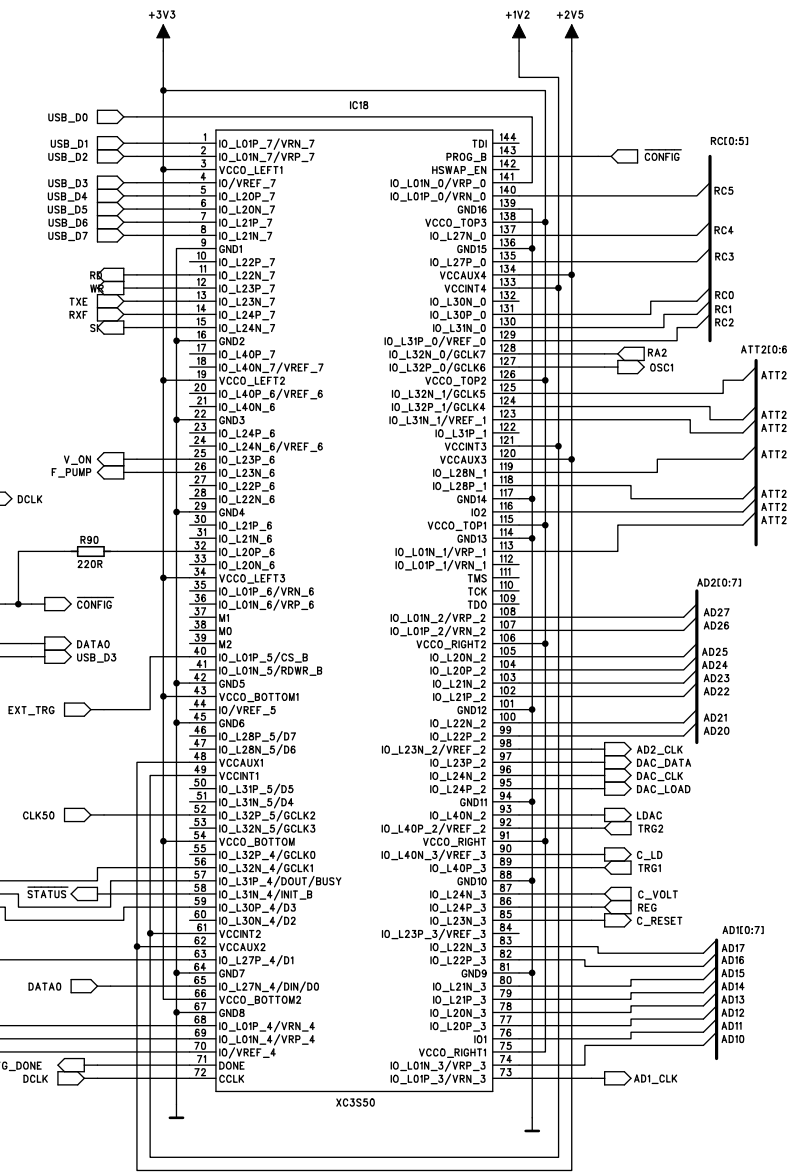 +3V3
+1V2 +2V5
IC18
USB_D0
USB_D1 1 IO_L01P_7/VRN_7
USB_D2 2 IO_L01N_7/VRP_7
3 VCCO_LEFT1
USB_D3 4 IO/VREF_7
USB_D4 5 IO_L20P_7
USB_D5 6 IO_L20N_7
USB_D6 7 IO_L21P_7
USB_D7 8 IO_L21N_7
9 GND1
10 IO_L22P_7
11 IO_L22N_7
12 IO_L23P_7
TXE 13 IO_L23N_7
RXF 14 IO_L24P_7
15 IO_L24N_7
16 GND2
17 IO_L40P_7
18 IO_L40N_7/VREF_7
19 VCCO_LEFT2
20 IO_L40P_6/VREF_6
21 IO_L40N_6
22 GND3
23 IO_L24P_6
24 IO_L24N_6/VREF_6
V_ON 25 IO_L23P_6
F_PUMP 26 IO_L23N_6
27 IO_L22P_6
DCLK 28 IO_L22N_6
29 GND4
30 IO_L21P_6
31 IO_L21N_6
R90
220R
32 IO_L20P_6
33 IO_L20N_6
34 VCCO_LEFT3
35 IO_L01P_6/VRN_6
CONFIG 36 IO_L01N_6/VRP_6
37 M1
38 M0
DATA0 39 M2
USB_D3 40 IO_L01P_5/CS_B
41 IO_L01N_5/RDWR_B
42 GND5
43 VCCO_BOTTOM1
EXT_TRG 44 IO/VREF_5
45 GND6
46 IO_L28P_5/D7
47 IO_L28N_5/D6
48 VCCAUX1
49 VCCINT1
50 IO_L31P_5/D5
51 IO_L31N_5/D4
CLK50 52 IO_L32P_5/GCLK2
53 IO_L32N_5/GCLK3
54 VCCO_BOTTOM
55 IO_L32P_4/GCLK0
56 IO_L32N_4/GCLK1
57 IO_L31P_4/DOUT/BUSY
STATUS 58 IO_L31N_4/INIT_B
59 IO_L30P_4/D3
60 IO_L30N_4/D2
61 VCCINT2
62 VCCAUX2
63 IO_L27P_4/D1
64 GND7
DATA0 65 IO_L27N_4/DIN/D0
66 VCCO_BOTTOM2
67 GND8
68 IO_L01P_4/VRN_4
69 IO_L01N_4/VRP_4
70 IO/VREF_4
G_DONE 71 DONE
DCLK 72 CCLK
TDI 144
PROG_B 143 CONFIG
HSWAP_EN 142
IO_L01N_0/VRP_0 141
IO_L01P_0/VRN_0 140
GND16 139
VCCO_TOP3 138
IO_L27N_0 137
GND15 136
IO_L27P_0 135
VCCAUX4 134
VCCINT4 133
IO_L30N_0 132
IO_L30P_0 131
IO_L31N_0 130
IO_L31P_0/VREF_0 129
IO_L32N_0/GCLK7 128 RA2
IO_L32P_0/GCLK6 127 OSC1
VCCO_TOP2 126
IO_L32N_1/GCLK5 125
IO_L32P_1/GCLK4 124
IO_L31N_1/VREF_1 123
IO_L31P_1 122
VCCINT3 121
VCCAUX3 120
IO_L28N_1 119
IO_L28P_1 118
GND14 117
IO2 116
VCCO_TOP1 115
GND13 114
IO_L01N_1/VRP_1 113
IO_L01P_1/VRN_1 112
TMS 111
TCK 110
TDO 109
IO_L01N_2/VRP_2 108
IO_L01P_2/VRN_2 107
VCCO_RIGHT2 106
IO_L20N_2 105
IO_L20P_2 104
IO_L21N_2 103
IO_L21P_2 102
GND12 101
IO_L22N_2 100
IO_L22P_2 99
IO_L23N_2/VREF_2 98 AD2_CLK
IO_L23P_2 97 DAC_DATA
IO_L24N_2 96 DAC_CLK
IO_L24P_2 95 DAC_LOAD
GND11 94
IO_L40N_2 93 LDAC
IO_L40P_2/VREF_2 92 TRG2
VCCO_RIGHT 91
IO_L40N_3/VREF_3 90 C_LD
IO_L40P_3 89 TRG1
GND10 88
IO_L24N_3 87 C_VOLT
IO_L24P_3 86 REG
IO_L23N_3 85 C_RESET
IO_L23P_3/VREF_3 84
IO_L22N_3 83
IO_L22P_3 82
GND9 81
IO_L21N_3 80
IO_L21P_3 79
IO_L20N_3 78
IO_L20P_3 77
IO1 76
VCCO_RIGHT1 75
IO_L01N_3/VRP_3 74
IO_L01P_3/VRN_3 73 AD1_CLK
RC[0:5]
RC5
RC4
RC3
RC0
RC1
RC2
ATT2[0:6
ATT2
ATT2
ATT2
ATT2
ATT2
ATT2
ATT2
AD2[0:7]
AD27
AD26
AD25
AD24
AD23
AD22
AD21
AD20
AD1[0:7]
AD17
AD16
AD15
AD14
AD13
AD12
AD11
AD10
XC3S50